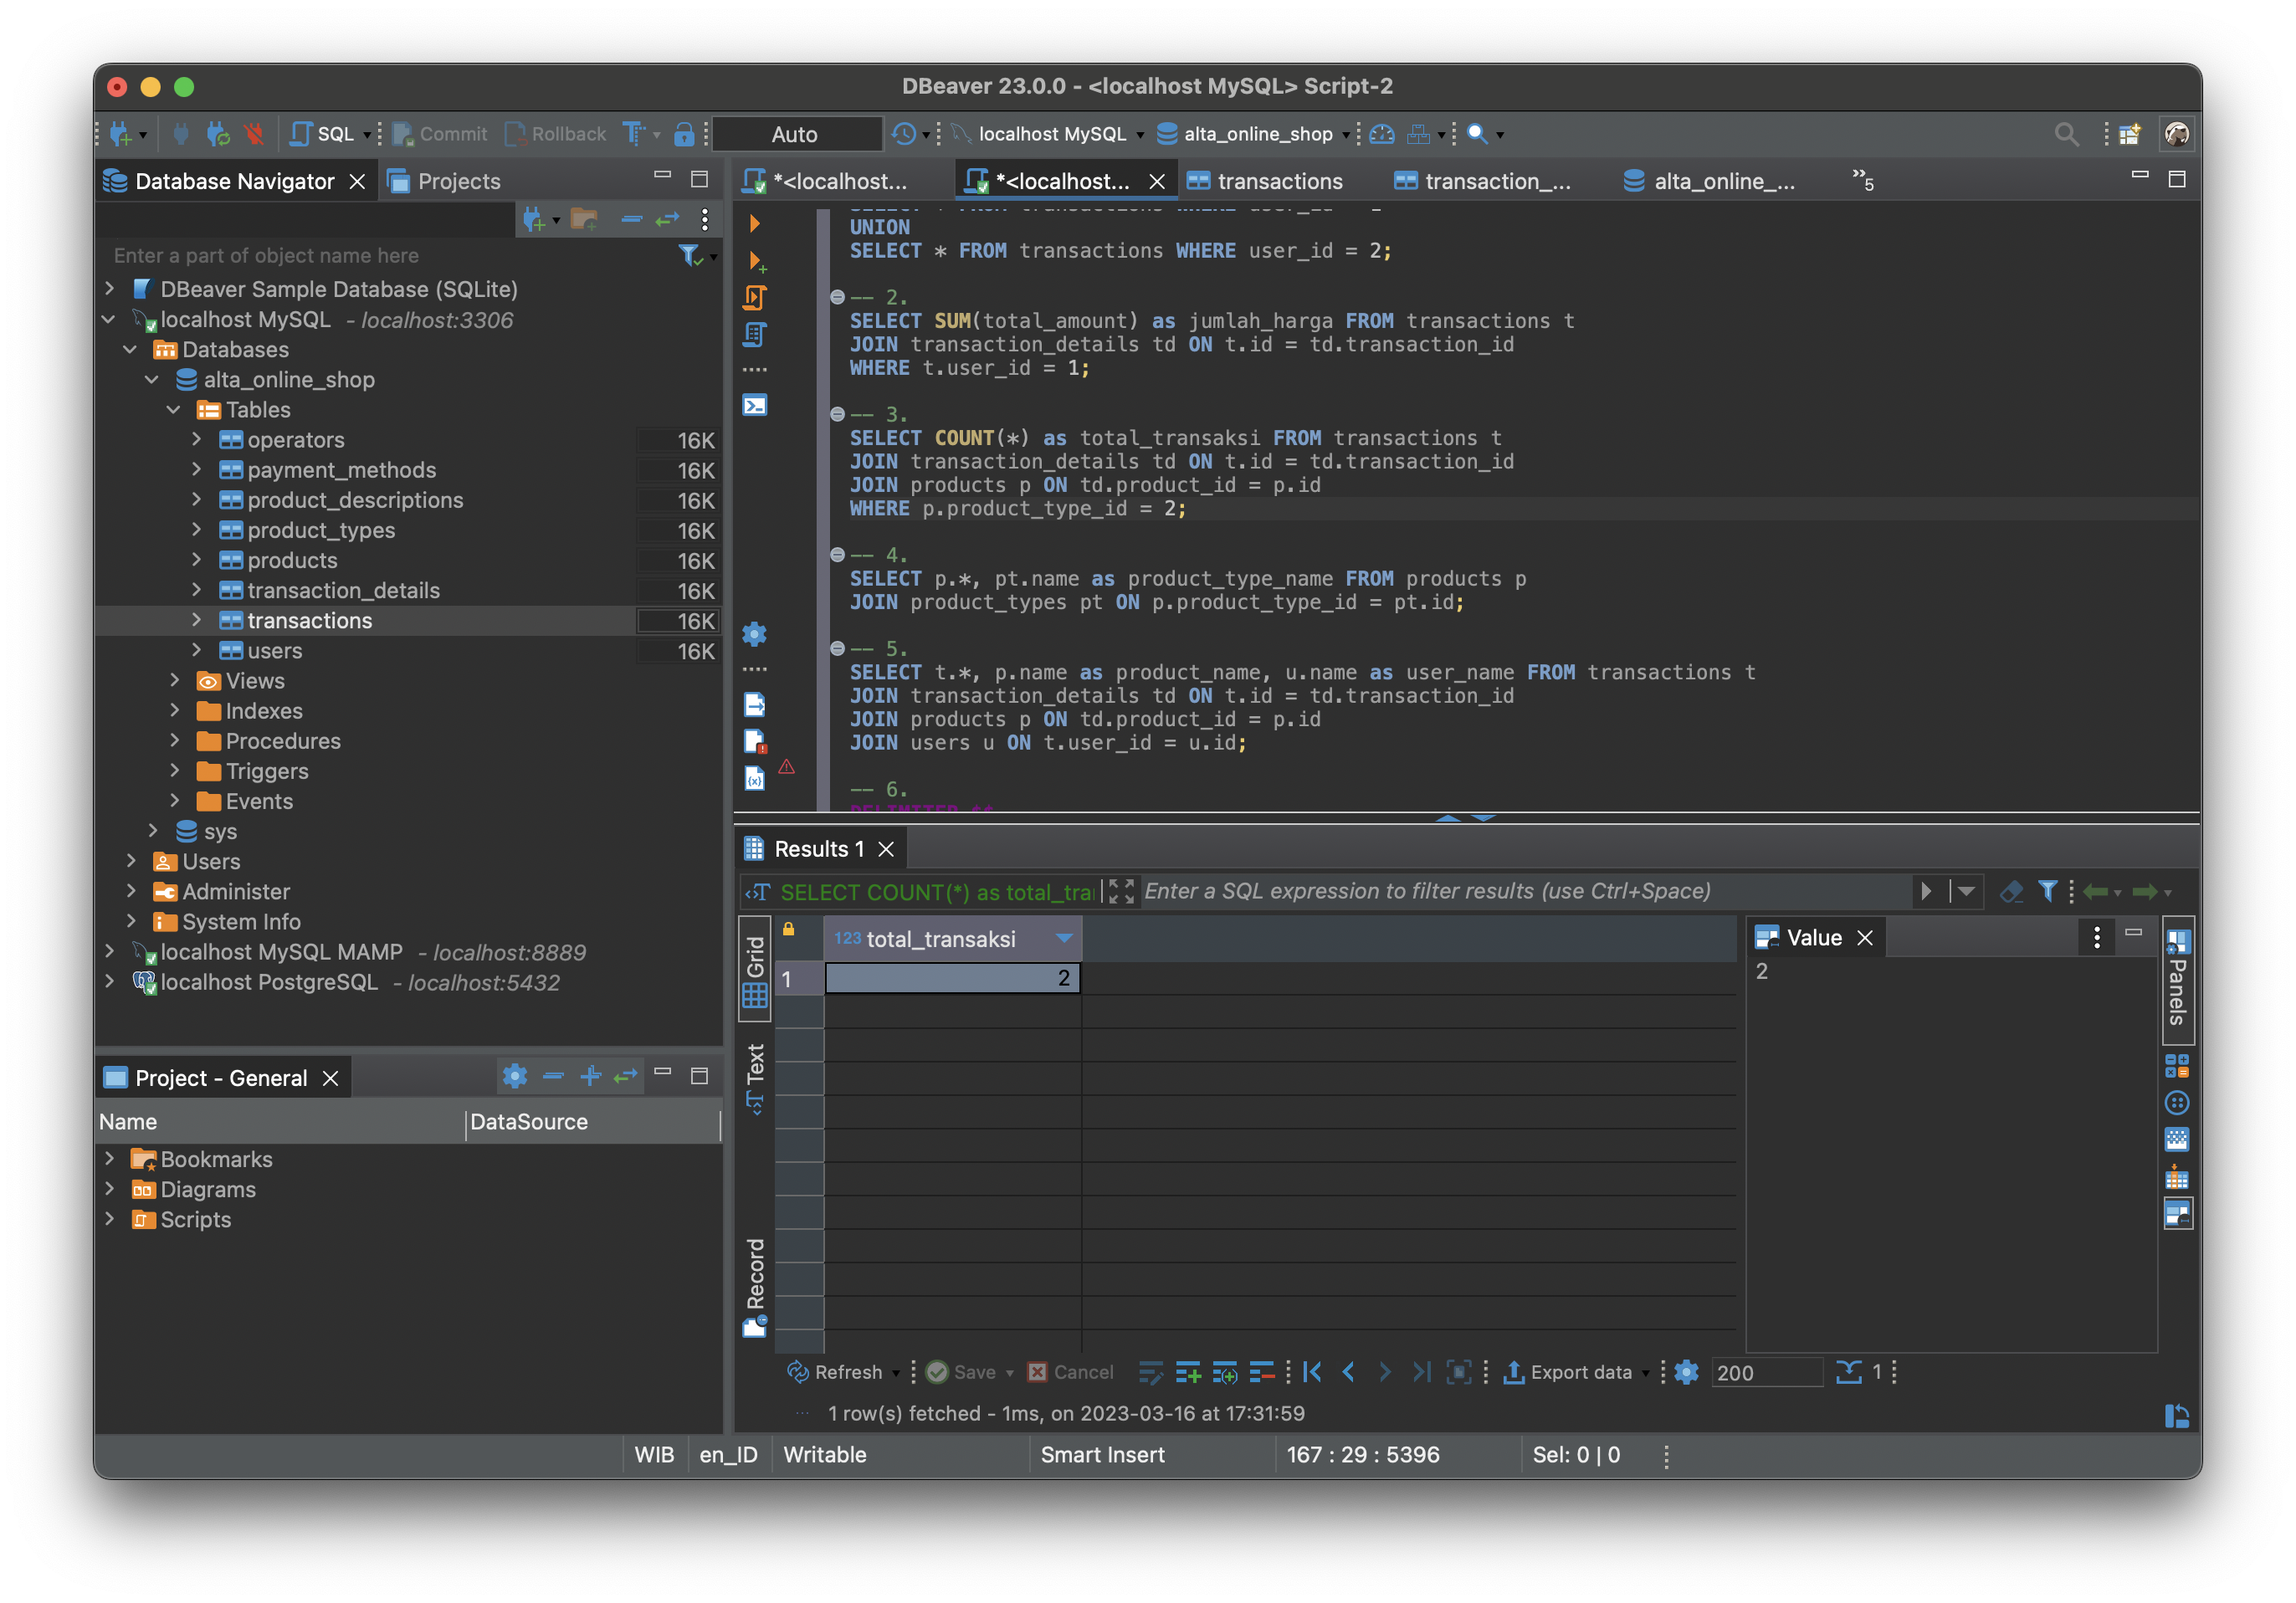 DBeaver 23.0.0 - <localhost MySQL> Script-2
SQL Commit Rollback Auto localhost MySQL alta_online_shop
Database Navigator Projects
Enter a part of object name here
DBeaver Sample Database (SQLite)
localhost MySQL - localhost:3306
Databases
alta_online_shop
Tables
operators 16K
payment_methods 16K
product_descriptions 16K
product_types 16K
products 16K
transaction_details 16K
transactions 16K
users 16K
Views
Indexes
Procedures
Triggers
Events
sys
Users
Administer
System Info
localhost MySQL MAMP - localhost:8889
localhost PostgreSQL - localhost:5432
Project - General
Name DataSource
Bookmarks
Diagrams
Scripts
*<localhost... *<localhost... transactions transaction_... alta_online_... »5
UNION
SELECT * FROM transactions WHERE user_id = 2;
-- 2.
SELECT SUM(total_amount) as jumlah_harga FROM transactions t
JOIN transaction_details td ON t.id = td.transaction_id
WHERE t.user_id = 1;
-- 3.
SELECT COUNT(*) as total_transaksi FROM transactions t
JOIN transaction_details td ON t.id = td.transaction_id
JOIN products p ON td.product_id = p.id
WHERE p.product_type_id = 2;
-- 4.
SELECT p.*, pt.name as product_type_name FROM products p
JOIN product_types pt ON p.product_type_id = pt.id;
-- 5.
SELECT t.*, p.name as product_name, u.name as user_name FROM transactions t
JOIN transaction_details td ON t.id = td.transaction_id
JOIN products p ON td.product_id = p.id
JOIN users u ON t.user_id = u.id;
-- 6.
Results 1
SELECT COUNT(*) as total_tra Enter a SQL expression to filter results (use Ctrl+Space)
Grid
Text
Record
123 total_transaksi
1 2
Value
2
Panels
Refresh Save Cancel Export data 200 1
1 row(s) fetched - 1ms, on 2023-03-16 at 17:31:59
WIB en_ID Writable Smart Insert 167 : 29 : 5396 Sel: 0 | 0